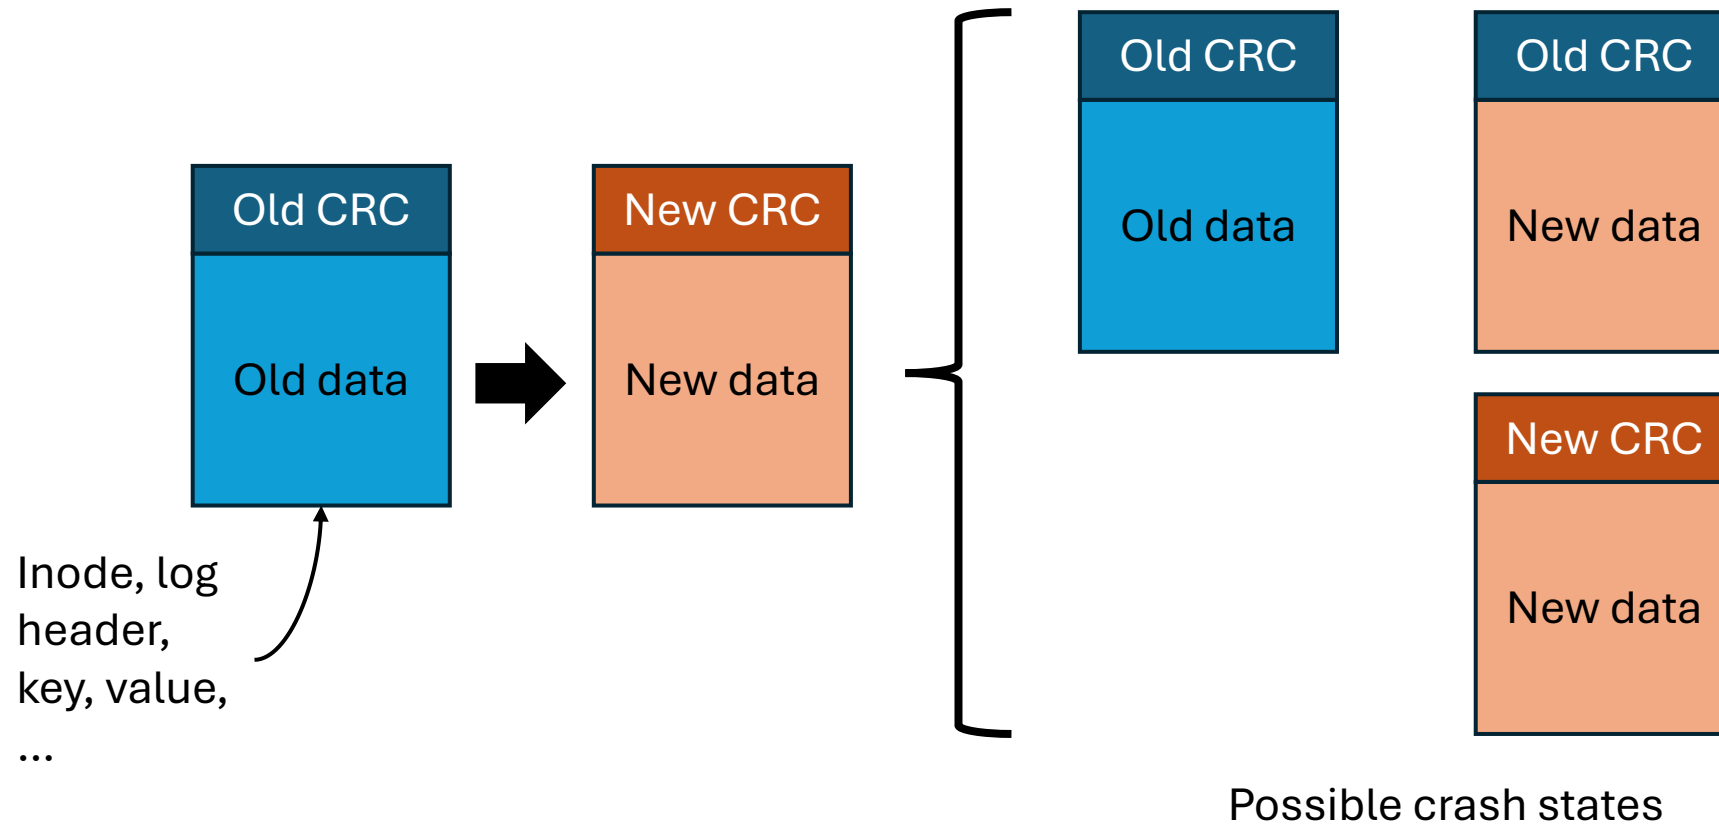 Old CRC
Old data
Inode, log
header,
key, value,
...
New CRC
New data
Old CRC
Old data
Old CRC
New data
New CRC
New data
Possible crash states